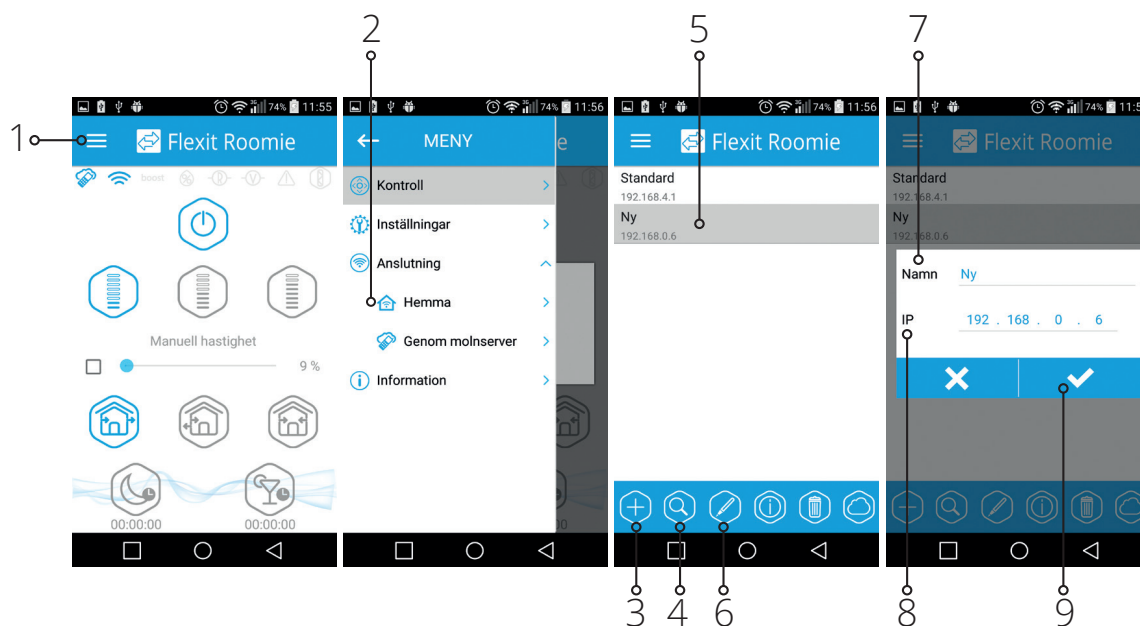 2
5
7
74% 11:55
74% 11:56
74% 11:56
74% 11:5
1
Flexit Roomie
MENY
e
Flexit Roomie
Flexit Roomie
boost
Manuell hastighet
9 %
00:00:00
00:00:00
Kontroll
Inställningar
Anslutning
Hemma
Genom molnserver
Information
:00
Standard
192.168.4.1
Ny
192.168.0.6
Standard
192.168.4.1
Ny
192.168.0.6
Namn Ny
IP 192 . 168 . 0 . 6
3
4
6
8
9